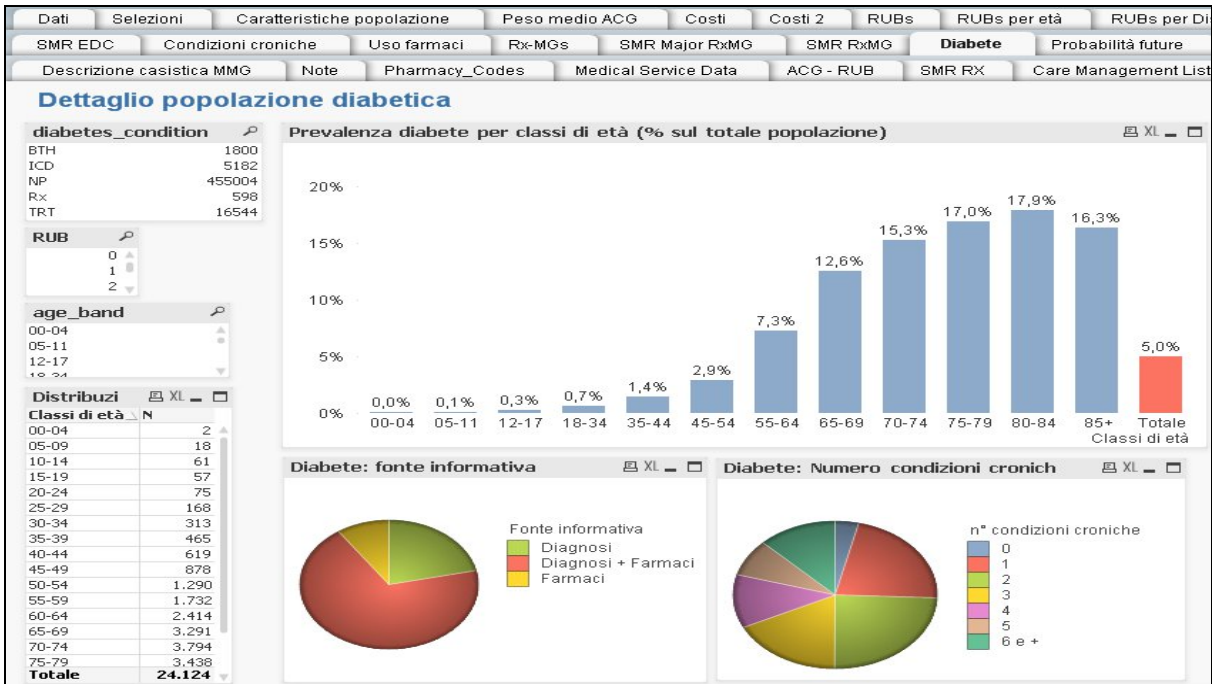 Dati Selezioni Caratteristiche popolazione Peso medio ACG Costi Costi 2 RUBs RUBs per età RUBs per Di
SMR EDC Condizioni croniche Uso farmaci Rx-MGs SMR Major RxMG SMR RxMG Diabete Probabilità future
Descrizione casistica MMG Note Pharmacy_Codes Medical Service Data ACG - RUB SMR RX Care Management List
Dettaglio popolazione diabetica
diabetes_condition
BTH 1800
ICD 5182
NP 455004
Rx 598
TRT 16544
RUB
0
1
2
age_band
00-04
05-11
12-17
18-34
Distribuzi XL
Classi di età N
00-04 2
05-09 18
10-14 61
15-19 57
20-24 75
25-29 168
30-34 313
35-39 465
40-44 619
45-49 878
50-54 1.290
55-59 1.732
60-64 2.414
65-69 3.291
70-74 3.794
75-79 3.438
Totale 24.124
Prevalenza diabete per classi di età (% sul totale popolazione) XL
20%
15%
10%
5%
0%
0,0% 0,1% 0,3% 0,7% 1,4% 2,9% 7,3% 12,6% 15,3% 17,0% 17,9% 16,3% 5,0%
00-04 05-11 12-17 18-34 35-44 45-54 55-64 65-69 70-74 75-79 80-84 85+ Totale
Classi di età
Diabete: fonte informativa XL
Fonte informativa
Diagnosi
Diagnosi + Farmaci
Farmaci
Diabete: Numero condizioni cronich XL
n° condizioni croniche
0
1
2
3
4
5
6 e +